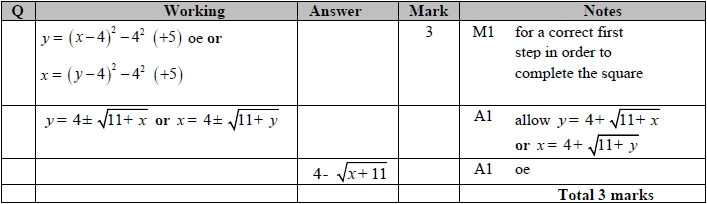 Q Working Answer Mark Notes
y = (x−4)² −4² (+5) oe or 3 M1 for a correct first
step in order to
x = (y−4)² −4² (+5) complete the square
y = 4± √(11+ x) or x = 4± √(11+ y) A1 allow y = 4+ √(11+ x)
or x = 4+ √(11+ y)
4- √(x+11) A1 oe
Total 3 marks